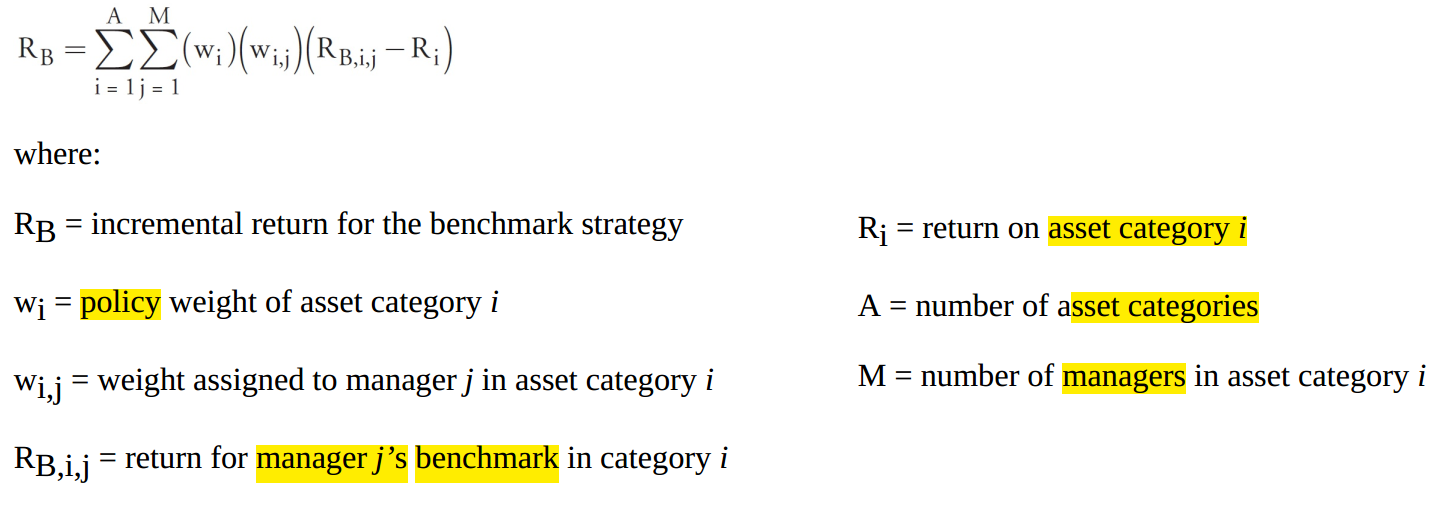 A M
R_B = ∑ ∑ (w_i)(w_{i,j})(R_{B,i,j} − R_i)
i = 1 j = 1
where:
R_B = incremental return for the benchmark strategy
w_i = policy weight of asset category i
w_{i,j} = weight assigned to manager j in asset category i
R_{B,i,j} = return for manager j’s benchmark in category i
R_i = return on asset category i
A = number of asset categories
M = number of managers in asset category i